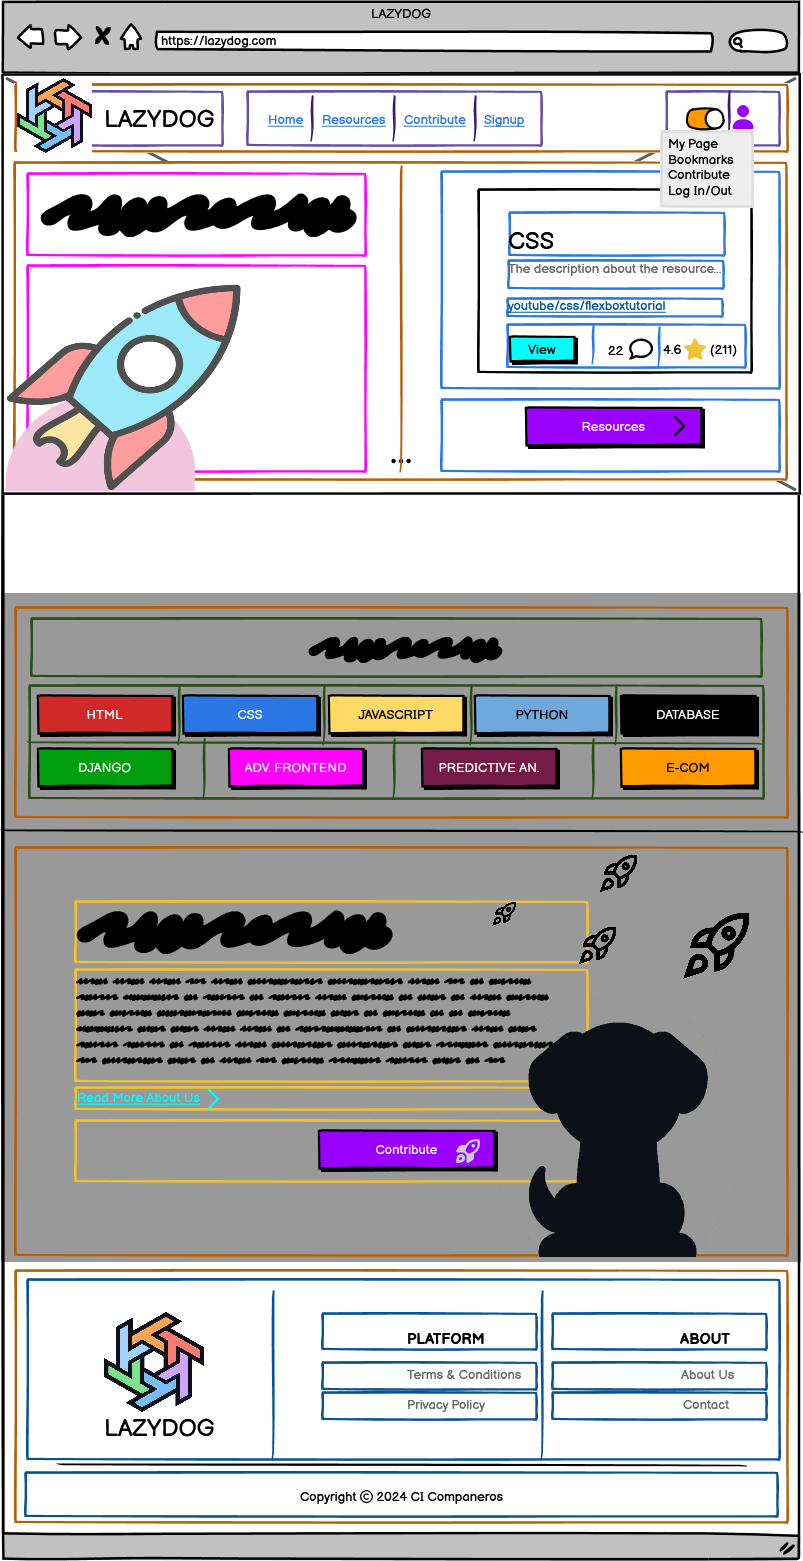 LAZYDOG
https://lazydog.com
LAZYDOG
Home Resources Contribute Signup
My Page
Bookmarks
Contribute
Log In/Out
CSS
The description about the resource...
youtube/css/flexboxtutorial
View 22 4.6 (211)
Resources
...
HTML CSS JAVASCRIPT PYTHON DATABASE
DJANGO ADV. FRONTEND PREDICTIVE AN. E-COM
Read More About Us
Contribute
LAZYDOG
PLATFORM
Terms & Conditions
Privacy Policy
ABOUT
About Us
Contact
Copyright © 2024 CI Companeros